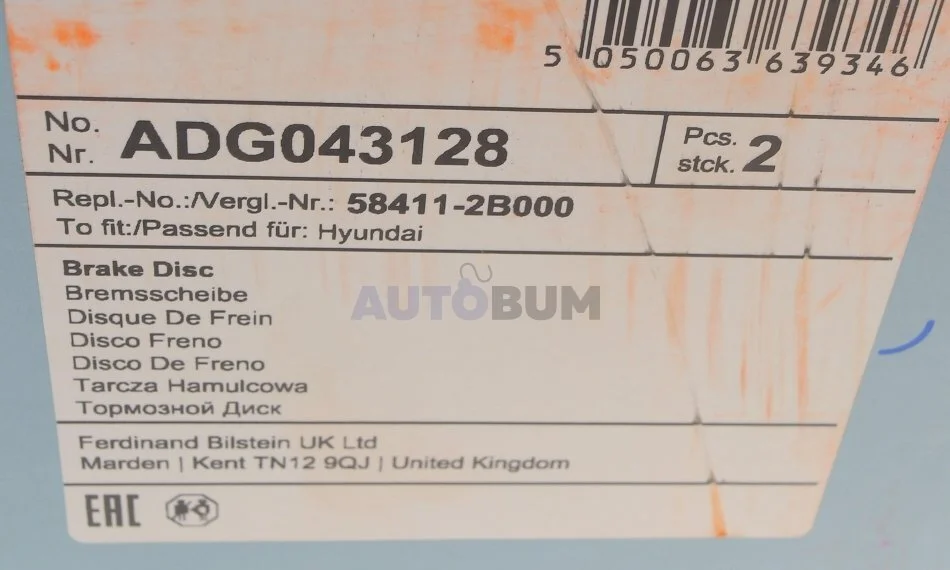 5 050063 639346
No. ADG043128
Nr.
Pcs. 2
stck.
Repl.-No.:/Vergl.-Nr.: 58411-2B000
To fit:/Passend für: Hyundai
Brake Disc
Bremsscheibe
Disque De Frein
Disco Freno
Disco De Freno
Tarcza Hamulcowa
Тормозной Диск
AUTOBUM
Ferdinand Bilstein UK Ltd
Marden | Kent TN12 9QJ | United Kingdom
EAC